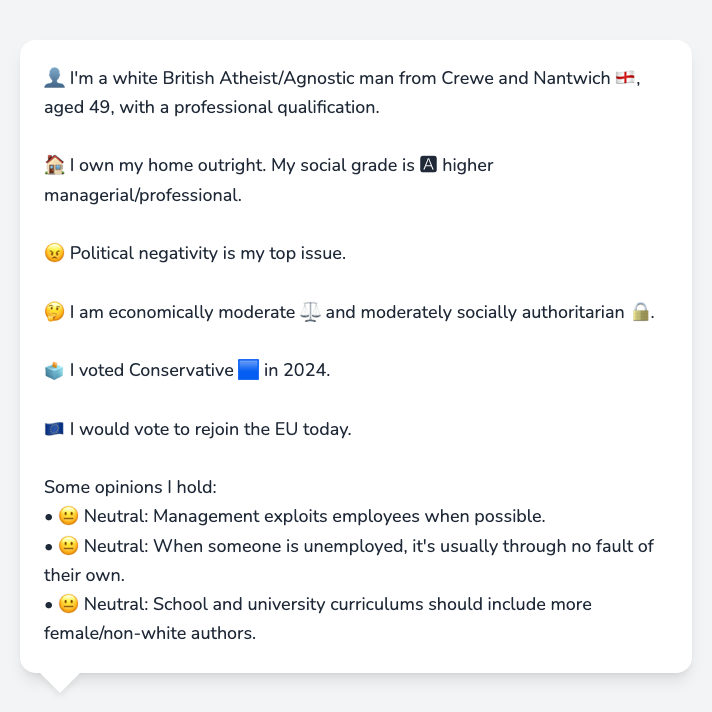 👤 I'm a white British Atheist/Agnostic man from Crewe and Nantwich 🏴󠁧󠁢󠁥󠁮󠁧󠁿,
aged 49, with a professional qualification.
🏠 I own my home outright. My social grade is 🅰 higher
managerial/professional.
😠 Political negativity is my top issue.
🤔 I am economically moderate ⚖️ and moderately socially authoritarian 🔒.
🗳️ I voted Conservative 🟦 in 2024.
🇪🇺 I would vote to rejoin the EU today.
Some opinions I hold:
• 😐 Neutral: Management exploits employees when possible.
• 😐 Neutral: When someone is unemployed, it's usually through no fault of
their own.
• 😐 Neutral: School and university curriculums should include more
female/non-white authors.